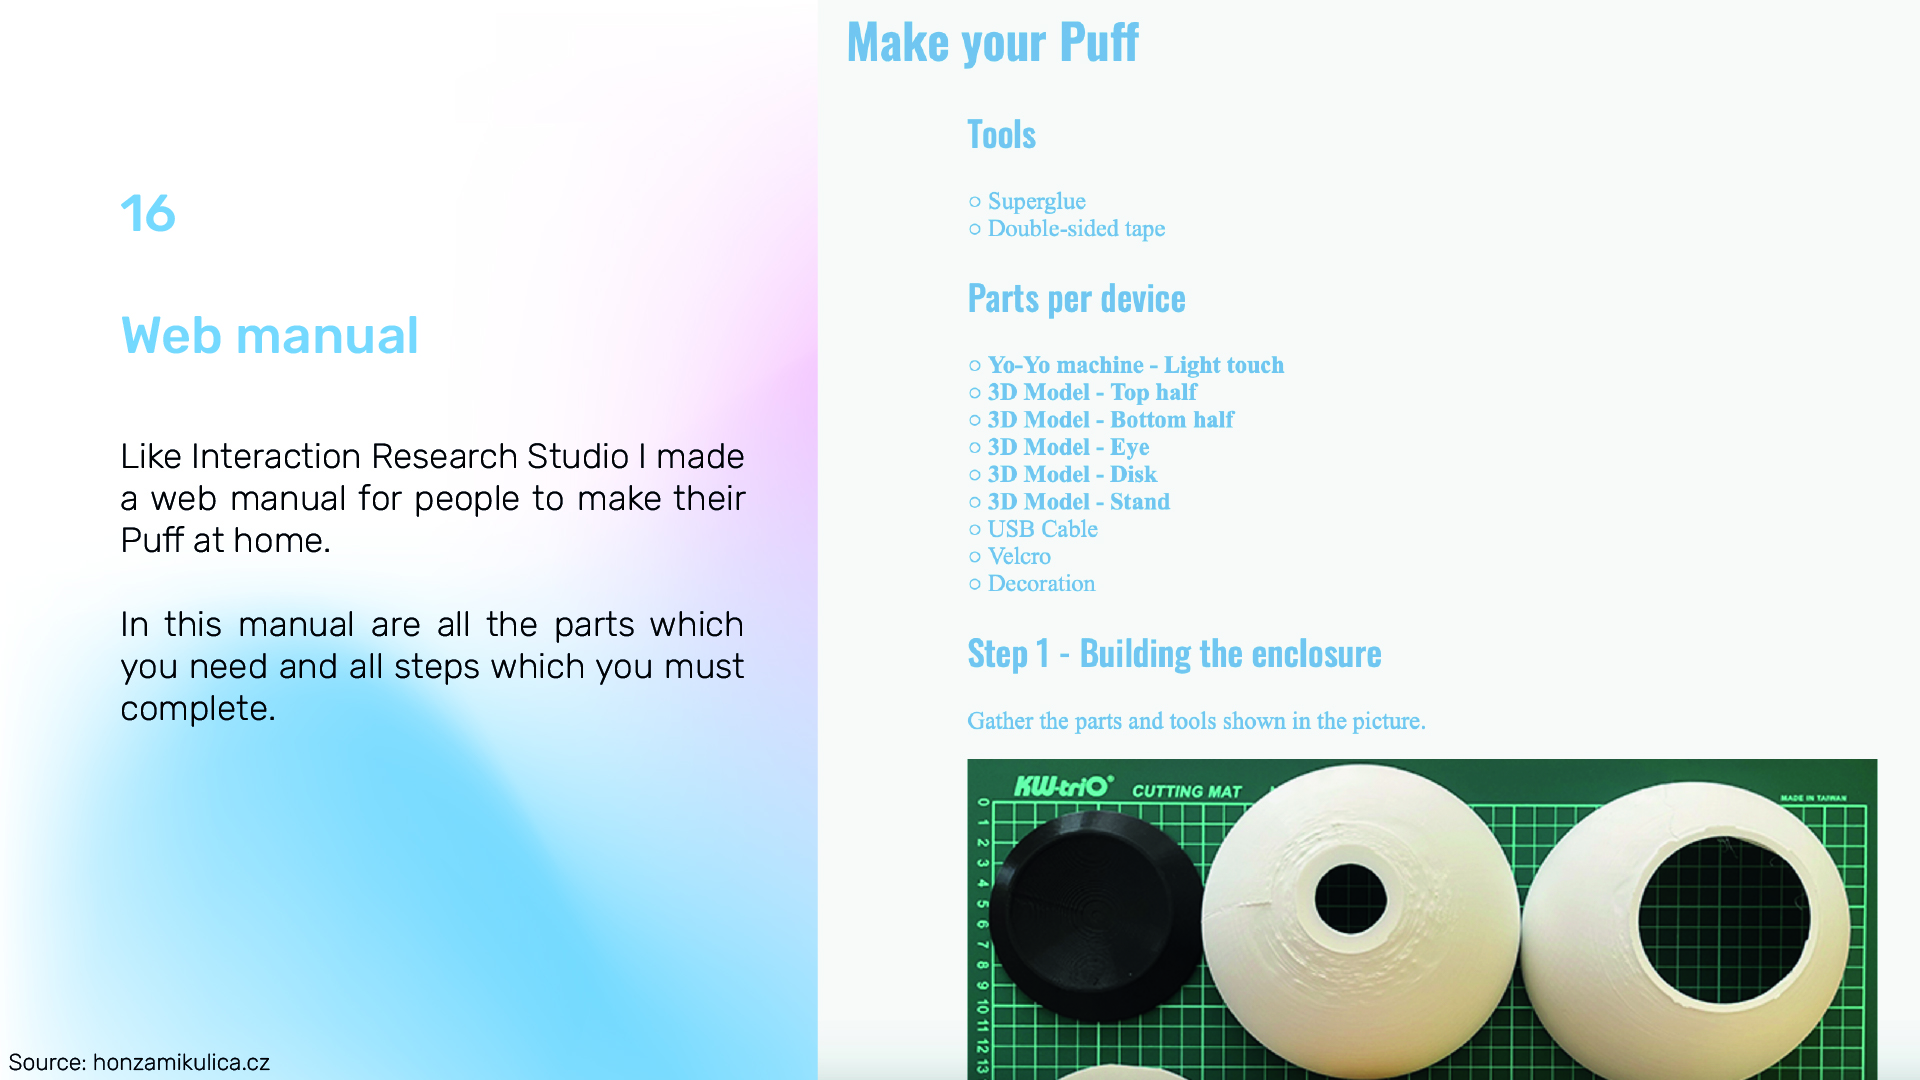 16
Web manual
Like Interaction Research Studio I made
a web manual for people to make their
Puff at home.
In this manual are all the parts which
you need and all steps which you must
complete.
Source: honzamikulica.cz
Make your Puff
Tools
○ Superglue
○ Double-sided tape
Parts per device
○ Yo-Yo machine - Light touch
○ 3D Model - Top half
○ 3D Model - Bottom half
○ 3D Model - Eye
○ 3D Model - Disk
○ 3D Model - Stand
○ USB Cable
○ Velcro
○ Decoration
Step 1 - Building the enclosure
Gather the parts and tools shown in the picture.
KW-triO® CUTTING MAT
MADE IN TAIWAN
0
1
2
3
4
5
6
7
8
9
10
11
12
13